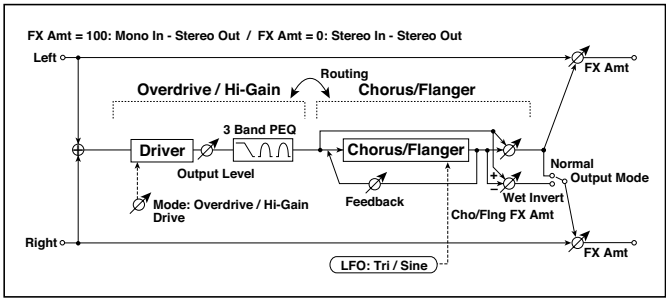 FX Amt = 100: Mono In - Stereo Out / FX Amt = 0: Stereo In - Stereo Out
Left
FX Amt
Routing
Overdrive / Hi-Gain
Chorus/Flanger
3 Band PEQ
Driver
Chorus/Flanger
Normal
Output Mode
Output Level
+
−
Wet Invert
Feedback
Mode: Overdrive / Hi-Gain
Drive
Cho/Flng FX Amt
Right
FX Amt
LFO: Tri / Sine